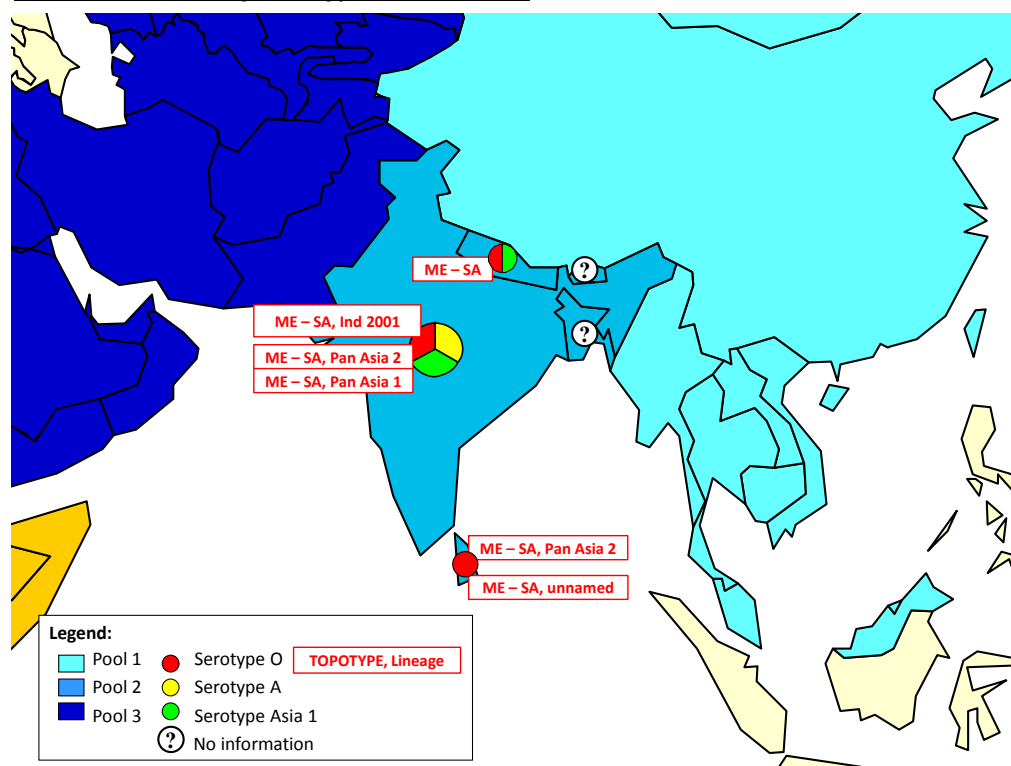 ME – SA
?
ME – SA, Ind 2001
?
ME – SA, Pan Asia 2
ME – SA, Pan Asia 1
ME – SA, Pan Asia 2
ME – SA, unnamed
Legend:
Pool 1
Serotype O
TOPOTYPE, Lineage
Pool 2
Serotype A
Pool 3
Serotype Asia 1
? No information